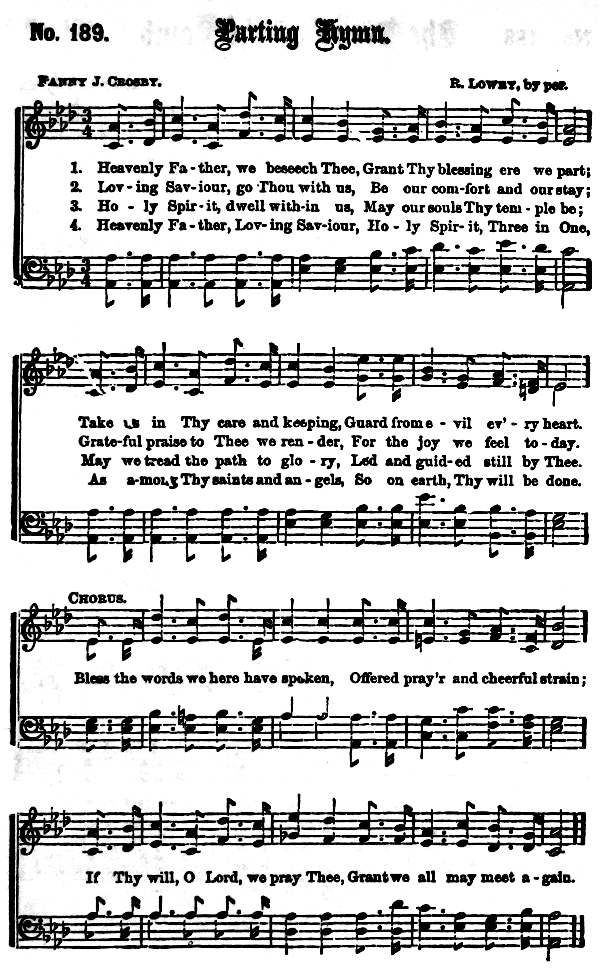 No. 189. Parting Hymn.
FANNY J. CROSBY. R. LOWRY, by per.
1. Heavenly Fa-ther, we beseech Thee, Grant Thy blessing ere we part;
2. Lov-ing Sav-iour, go Thou with us, Be our com-fort and our stay;
3. Ho-ly Spir-it, dwell with-in us, May our souls Thy tem-ple be;
4. Heavenly Fa-ther, Lov-ing Sav-iour, Ho-ly Spir-it, Three in One,
Take us in Thy care and keeping, Guard from e-vil ev'-ry heart.
Grate-ful praise to Thee we ren-der, For the joy we feel to-day.
May we tread the path to glo-ry, Led and guid-ed still by Thee.
As a-mong Thy saints and an-gels, So on earth, Thy will be done.
CHORUS.
Bless the words we here have spoken, Offered pray'r and cheerful strain;
If Thy will, O Lord, we pray Thee, Grant we all may meet a-gain.